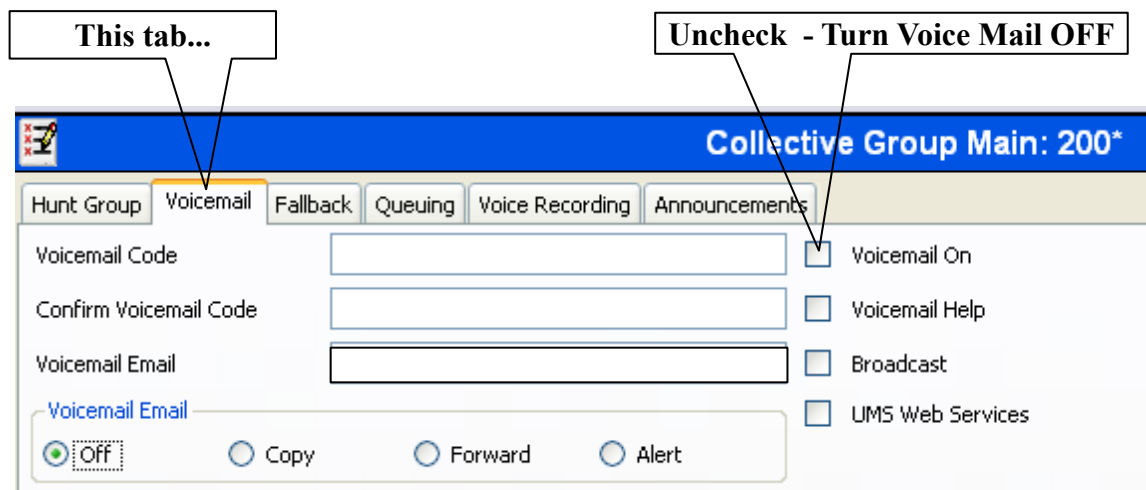 This tab...
Uncheck - Turn Voice Mail OFF
Collective Group Main: 200*
Hunt Group Voicemail Fallback Queuing Voice Recording Announcements
Voicemail Code
Voicemail On
Confirm Voicemail Code
Voicemail Help
Voicemail Email
Broadcast
Voicemail Email
UMS Web Services
Off Copy Forward Alert